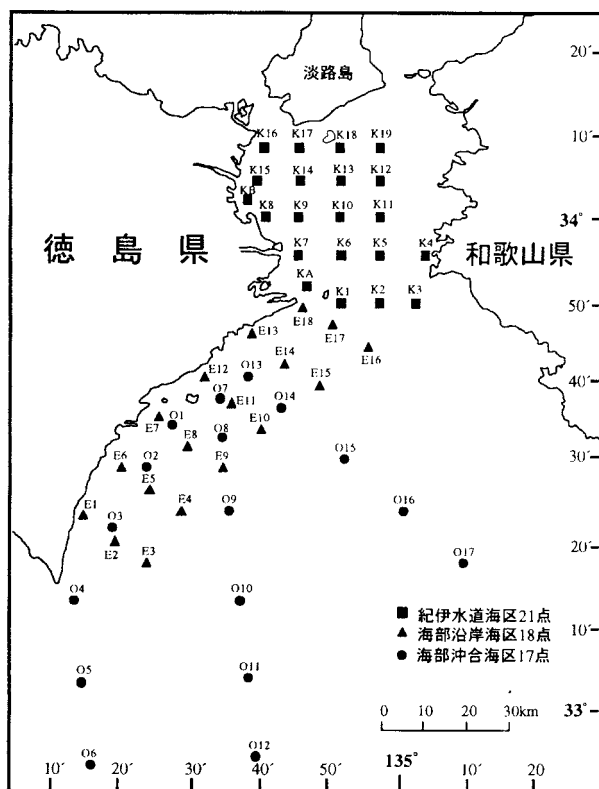 20´
淡路島
10´
K16 K17 K18 K19
K15 K14 K13 K12
KB
K8 K9 K10 K11
34゜
徳島県
K7 K6 K5 K4
和歌山県
KA
K1 K2 K3
50´
E18
E17
E13
E16
E14
E12 O13
E15
40´
O7
E11 O14
E7 O1
E10
O8
E8
O15
30´
E6 O2
E9
E5
E4 O9
O16
E1
O3
E2 E3
20´
O17
O4
O10
■ 紀伊水道海区21点
▲ 海部沿岸海区18点
● 海部沖合海区17点
10´
O5
O11
0 10 20 30km
33゜
O6
O12
10´ 20´ 30´ 40´ 50´ 135゜ 10´ 20